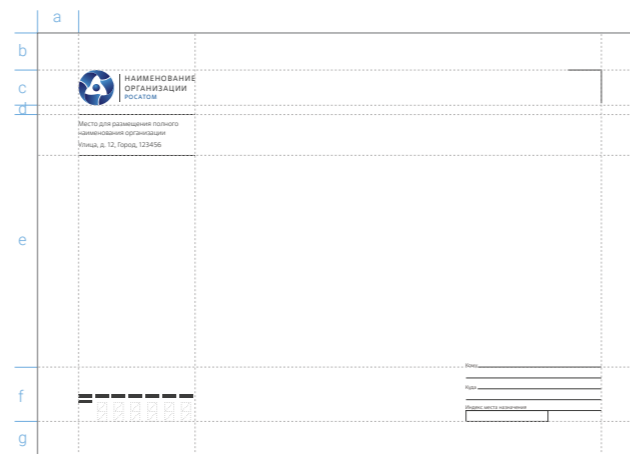 a
b
c
НАИМЕНОВАНИЕ
ОРГАНИЗАЦИИ
РОСАТОМ
d
Место для размещения полного
наименования организации
Улица, д. 12, Город, 123456
e
f
Кому
Куда
Индекс места назначения
g